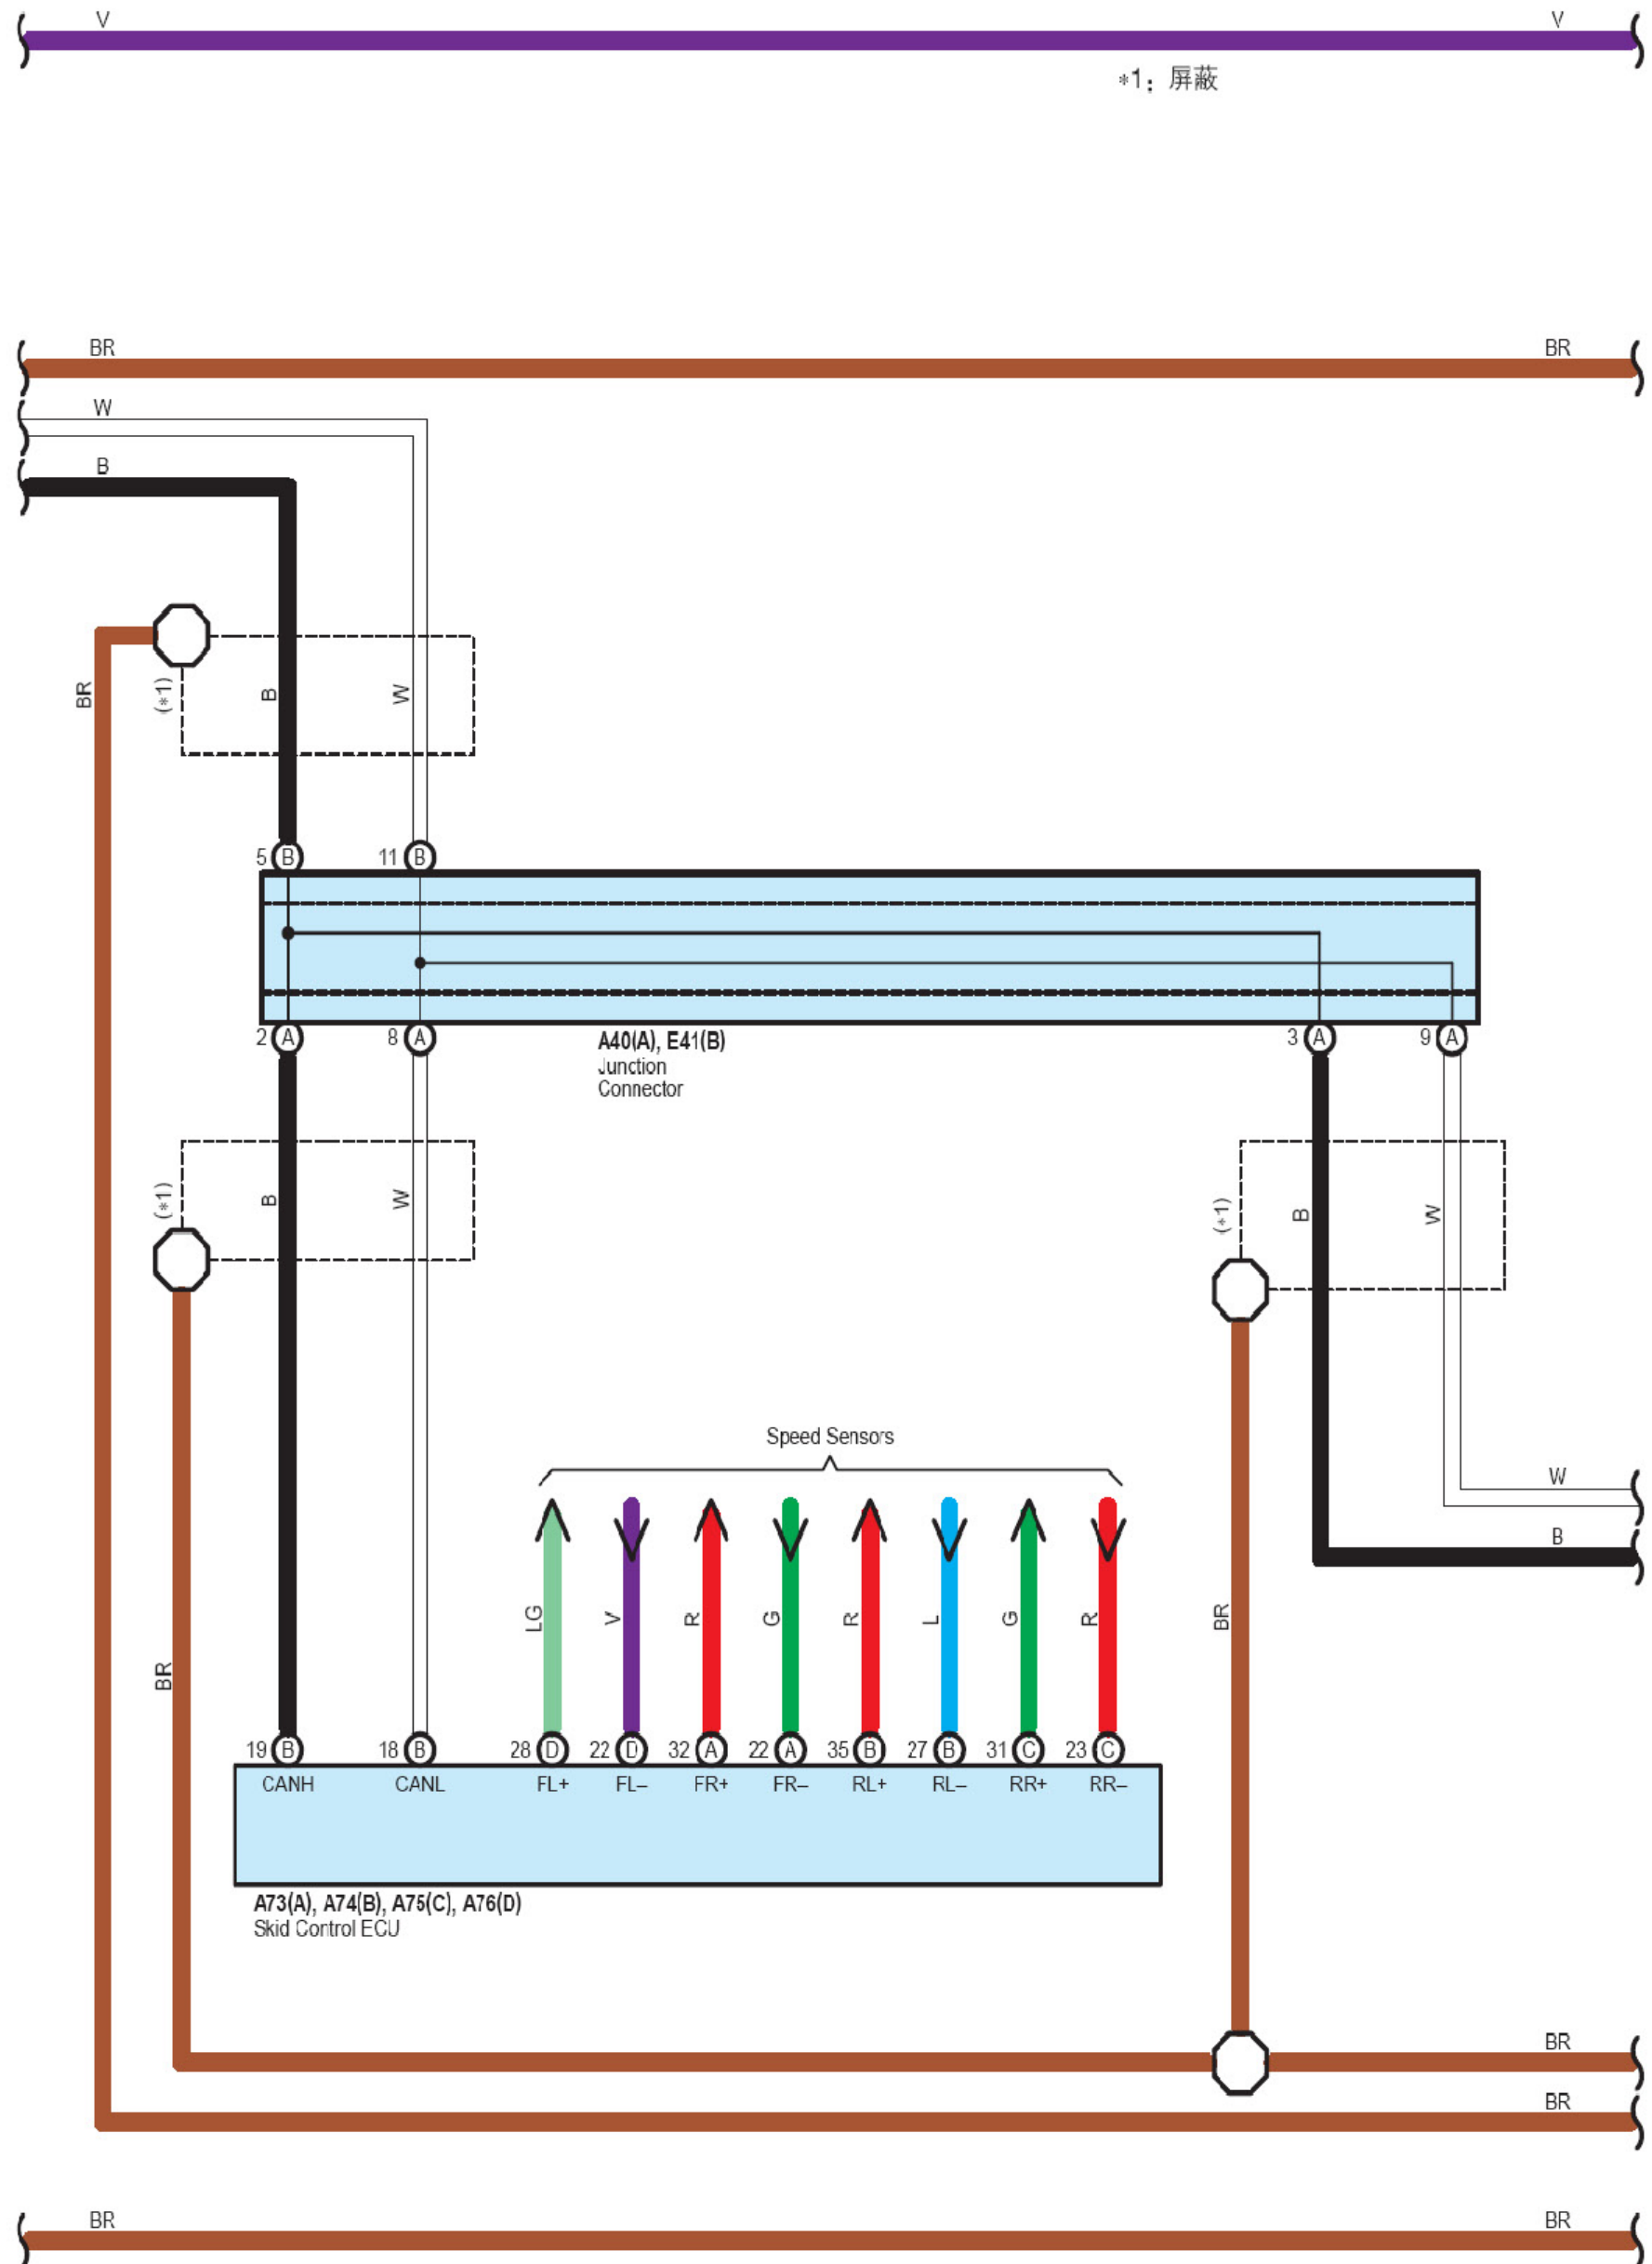 V V
*1：屏蔽
BR BR
W
B
BR (*1) B W
5 B 11 B
2 A 8 A 3 A 9 A
A40(A), E41(B)
Junction
Connector
(*1) B W (*1) B W
Speed Sensors
W
B
LG V R G R L G R BR
BR
19 B 18 B 28 D 22 D 32 A 22 A 35 B 27 B 31 C 23 C
CANH CANL FL+ FL– FR+ FR– RL+ RL– RR+ RR–
A73(A), A74(B), A75(C), A76(D)
Skid Control ECU
BR
BR
BR BR